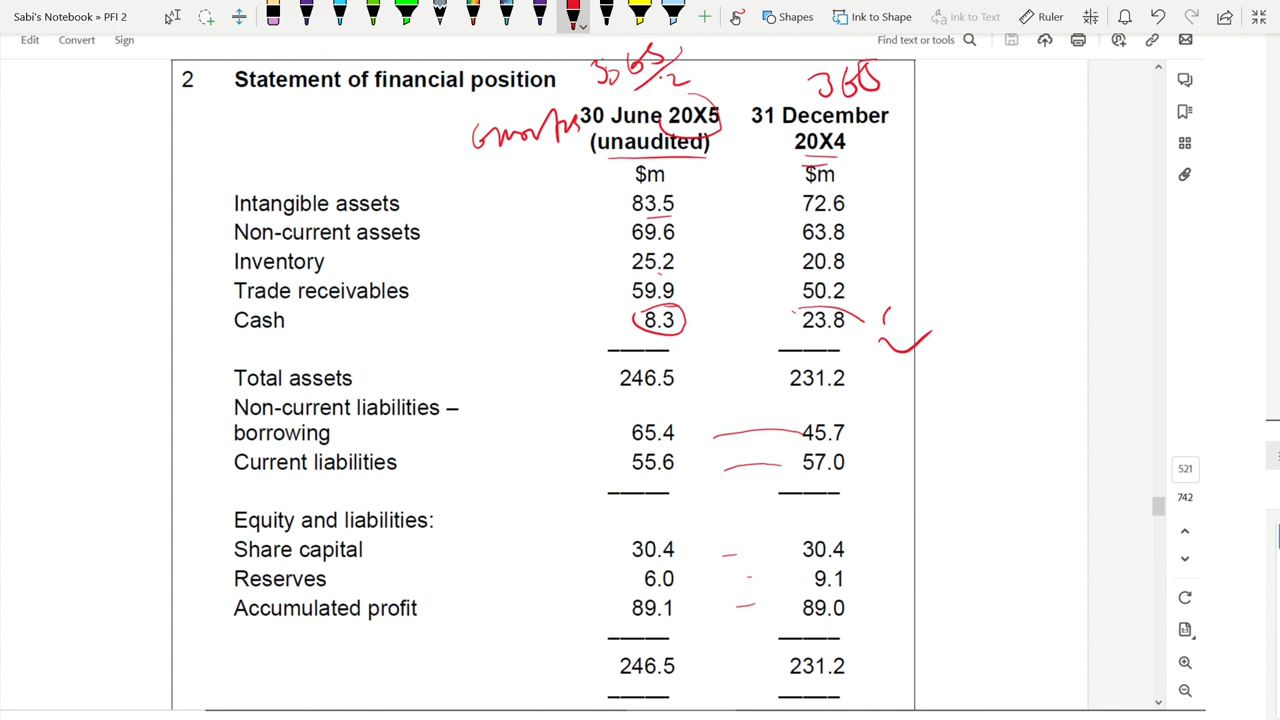 Sabi's Notebook » PFI 2
Shapes
Ink to Shape
Ink to Text
Ruler
Edit Convert Sign
Find text or tools
365/2
365
6 months
2 Statement of financial position
30 June 20X5 31 December
(unaudited) 20X4
$m $m
Intangible assets 83.5 72.6
Non-current assets 69.6 63.8
Inventory 25.2 20.8
Trade receivables 59.9 50.2
Cash 8.3 23.8
Total assets 246.5 231.2
Non-current liabilities –
borrowing 65.4 45.7
Current liabilities 55.6 57.0
Equity and liabilities:
Share capital 30.4 30.4
Reserves 6.0 9.1
Accumulated profit 89.1 89.0
246.5 231.2
521
742